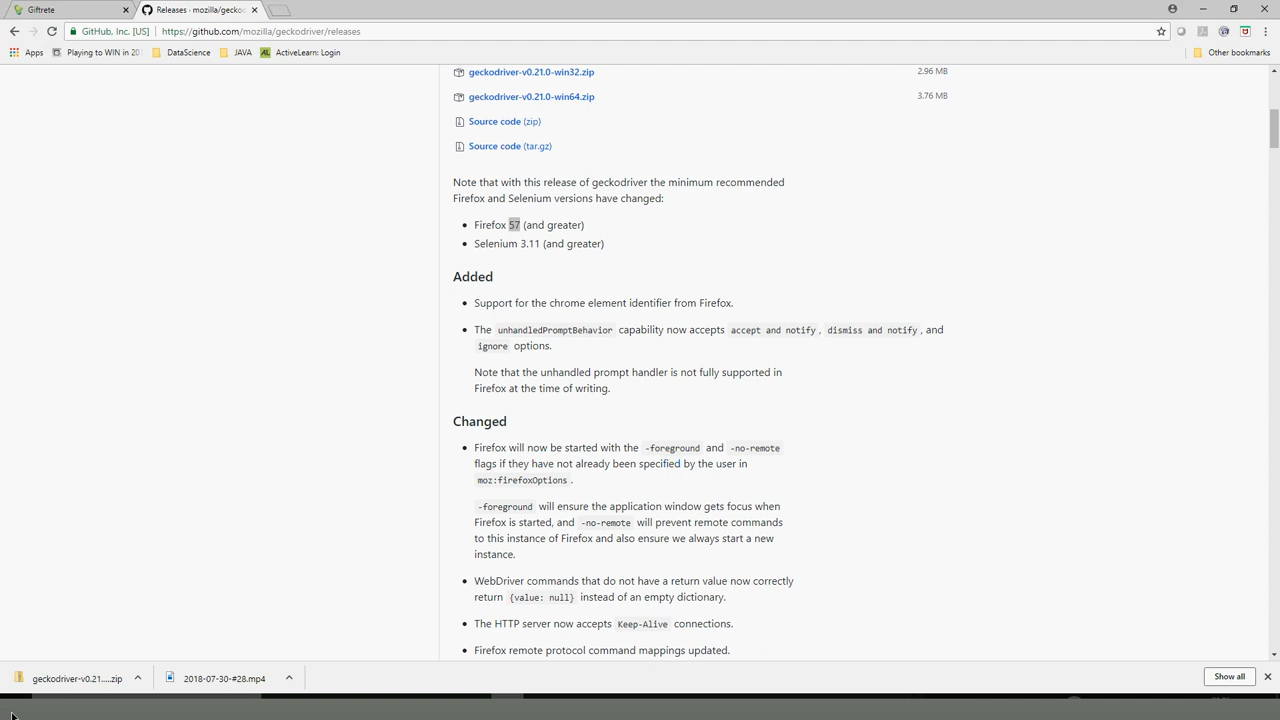 Giftrete
Releases · mozilla/gecko
GitHub, Inc. [US]
https://github.com/mozilla/geckodriver/releases
Apps
Playing to WIN in 20
DataScience
JAVA
AL
ActiveLearn: Login
Other bookmarks
geckodriver-v0.21.0-win32.zip
2.96 MB
geckodriver-v0.21.0-win64.zip
3.76 MB
Source code (zip)
Source code (tar.gz)
Note that with this release of geckodriver the minimum recommended
Firefox and Selenium versions have changed:
• Firefox 57 (and greater)
• Selenium 3.11 (and greater)
Added
• Support for the chrome element identifier from Firefox.
• The unhandledPromptBehavior capability now accepts accept and notify, dismiss and notify, and
ignore options.
Note that the unhandled prompt handler is not fully supported in
Firefox at the time of writing.
Changed
• Firefox will now be started with the -foreground and -no-remote
flags if they have not already been specified by the user in
moz:firefoxOptions.
-foreground will ensure the application window gets focus when
Firefox is started, and -no-remote will prevent remote commands
to this instance of Firefox and also ensure we always start a new
instance.
• WebDriver commands that do not have a return value now correctly
return {value: null} instead of an empty dictionary.
• The HTTP server now accepts Keep-Alive connections.
• Firefox remote protocol command mappings updated.
geckodriver-v0.21.....zip
2018-07-30-#28.mp4
Show all